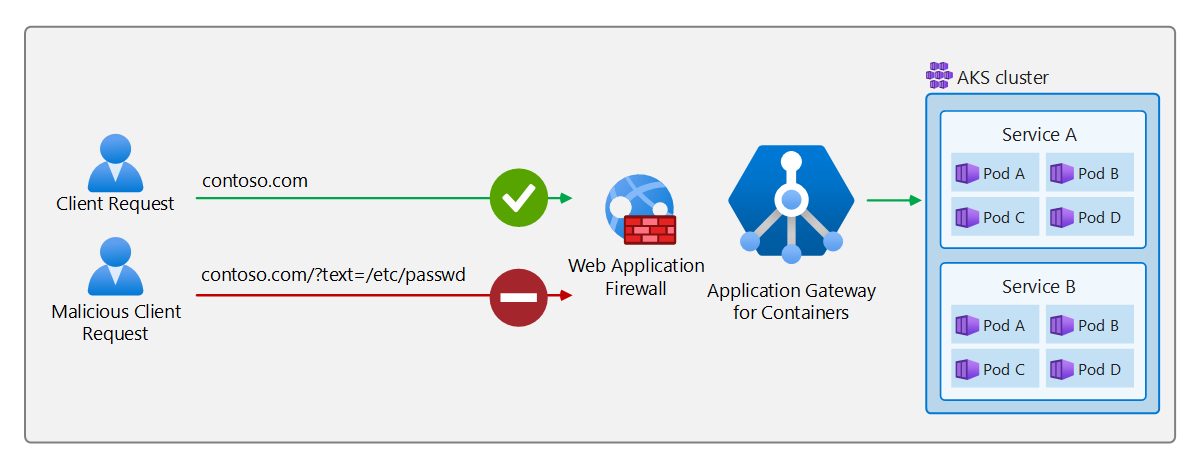 AKS cluster
Service A
Pod A
Pod B
Pod C
Pod D
contoso.com
Client Request
contoso.com/?text=/etc/passwd
Malicious Client
Request
Web Application
Firewall
Application Gateway
for Containers
Service B
Pod A
Pod B
Pod C
Pod D